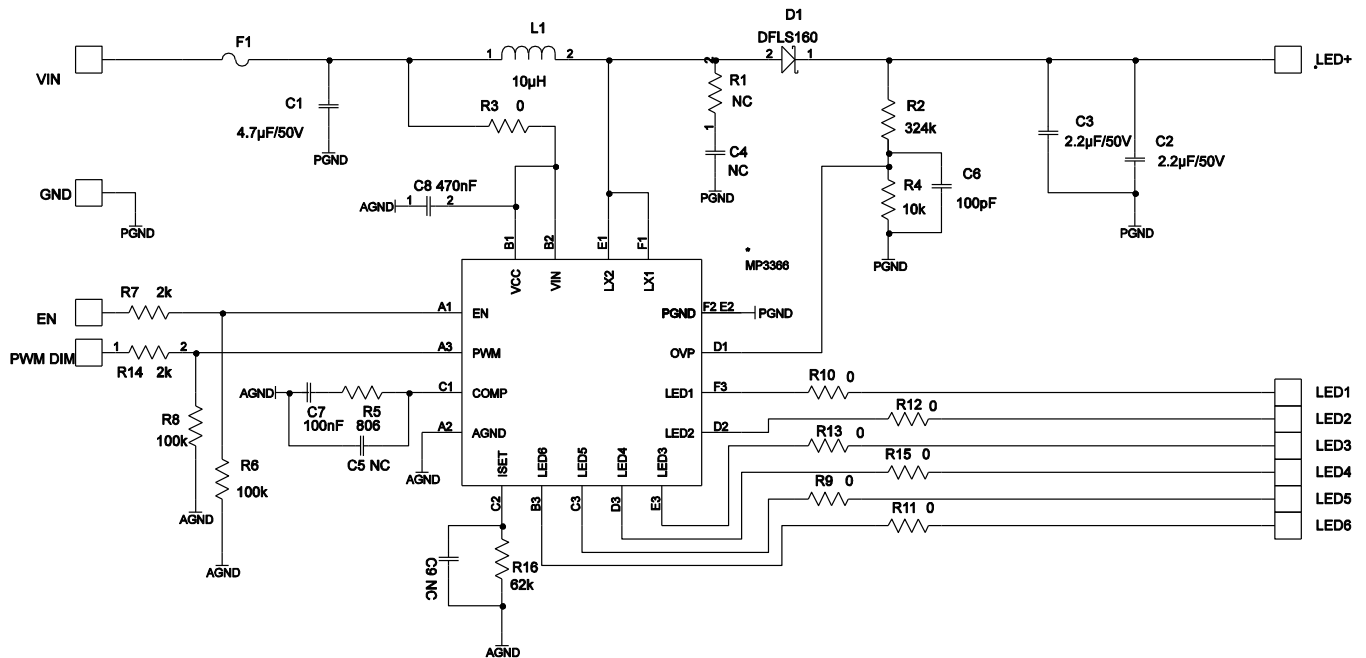 VIN
F1
L1
1
2
10µH
D1
DFLS160
2
1
LED+
C1
4.7µF/50V
PGND
R3 0
2
R1
NC
1
C4
NC
PGND
R2
324k
C3
2.2µF/50V
C2
2.2µF/50V
PGND
C6
100pF
R4
10k
PGND
GND
PGND
C8 470nF
AGND
1
2
B1
B2
E1
F1
VCC
VIN
LX2
LX1
*
MP3366
EN
R7 2k
A1
EN
PGND
F2 E2
PGND
PWM DIM
1
2
R14 2k
A3
PWM
OVP
D1
AGND
C7
100nF
R5
806
C5 NC
C1
COMP
LED1
F3
R10 0
LED1
R8
100k
AGND
R6
100k
AGND
A2
AGND
AGND
LED2
D2
R12 0
LED2
R13 0
LED3
R15 0
LED4
R9 0
LED5
R11 0
LED6
ISET
LED6
LED5
LED4
LED3
C2
B3
C3
D3
E3
C9 NC
R16
62k
AGND